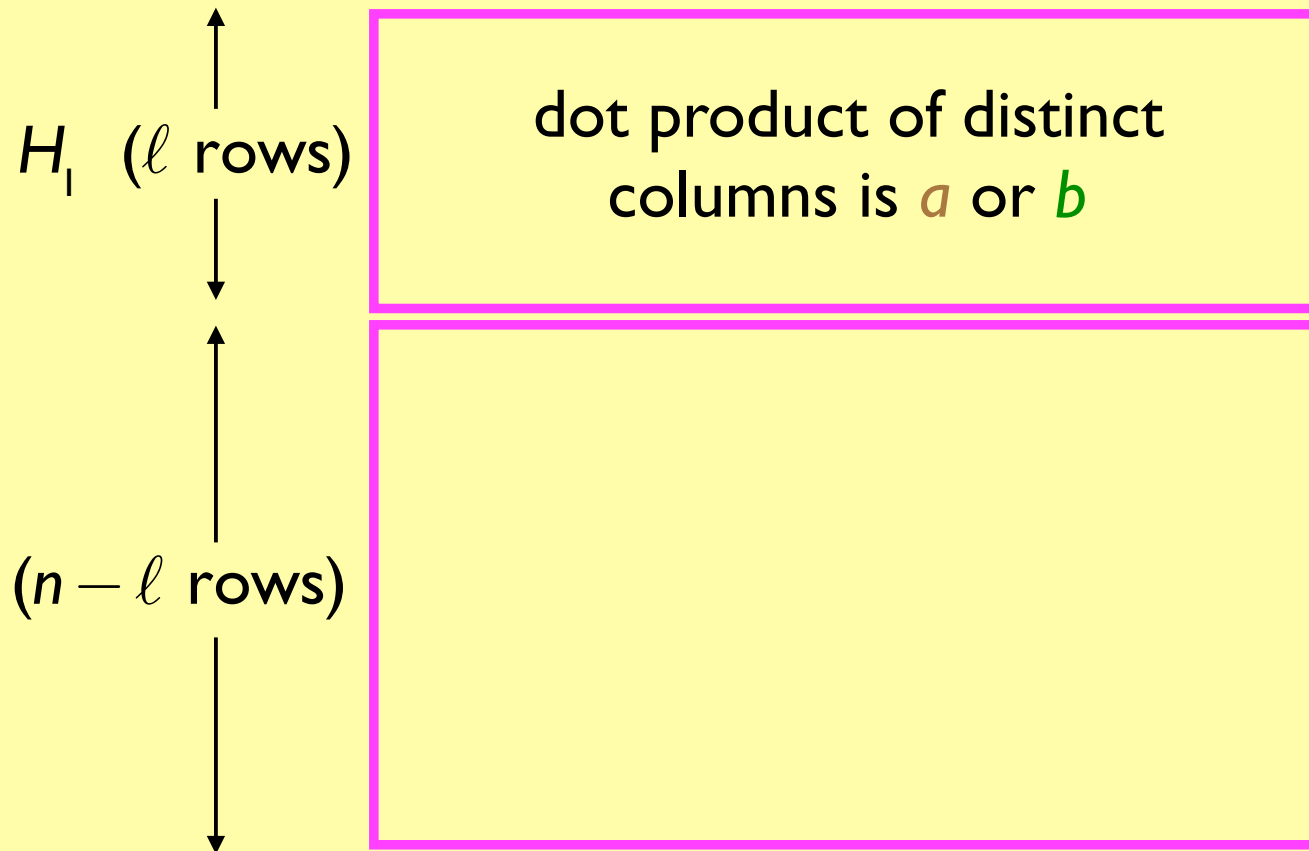 dot product of distinct
H₁ (ℓ rows)
columns is a or b
(n − ℓ rows)